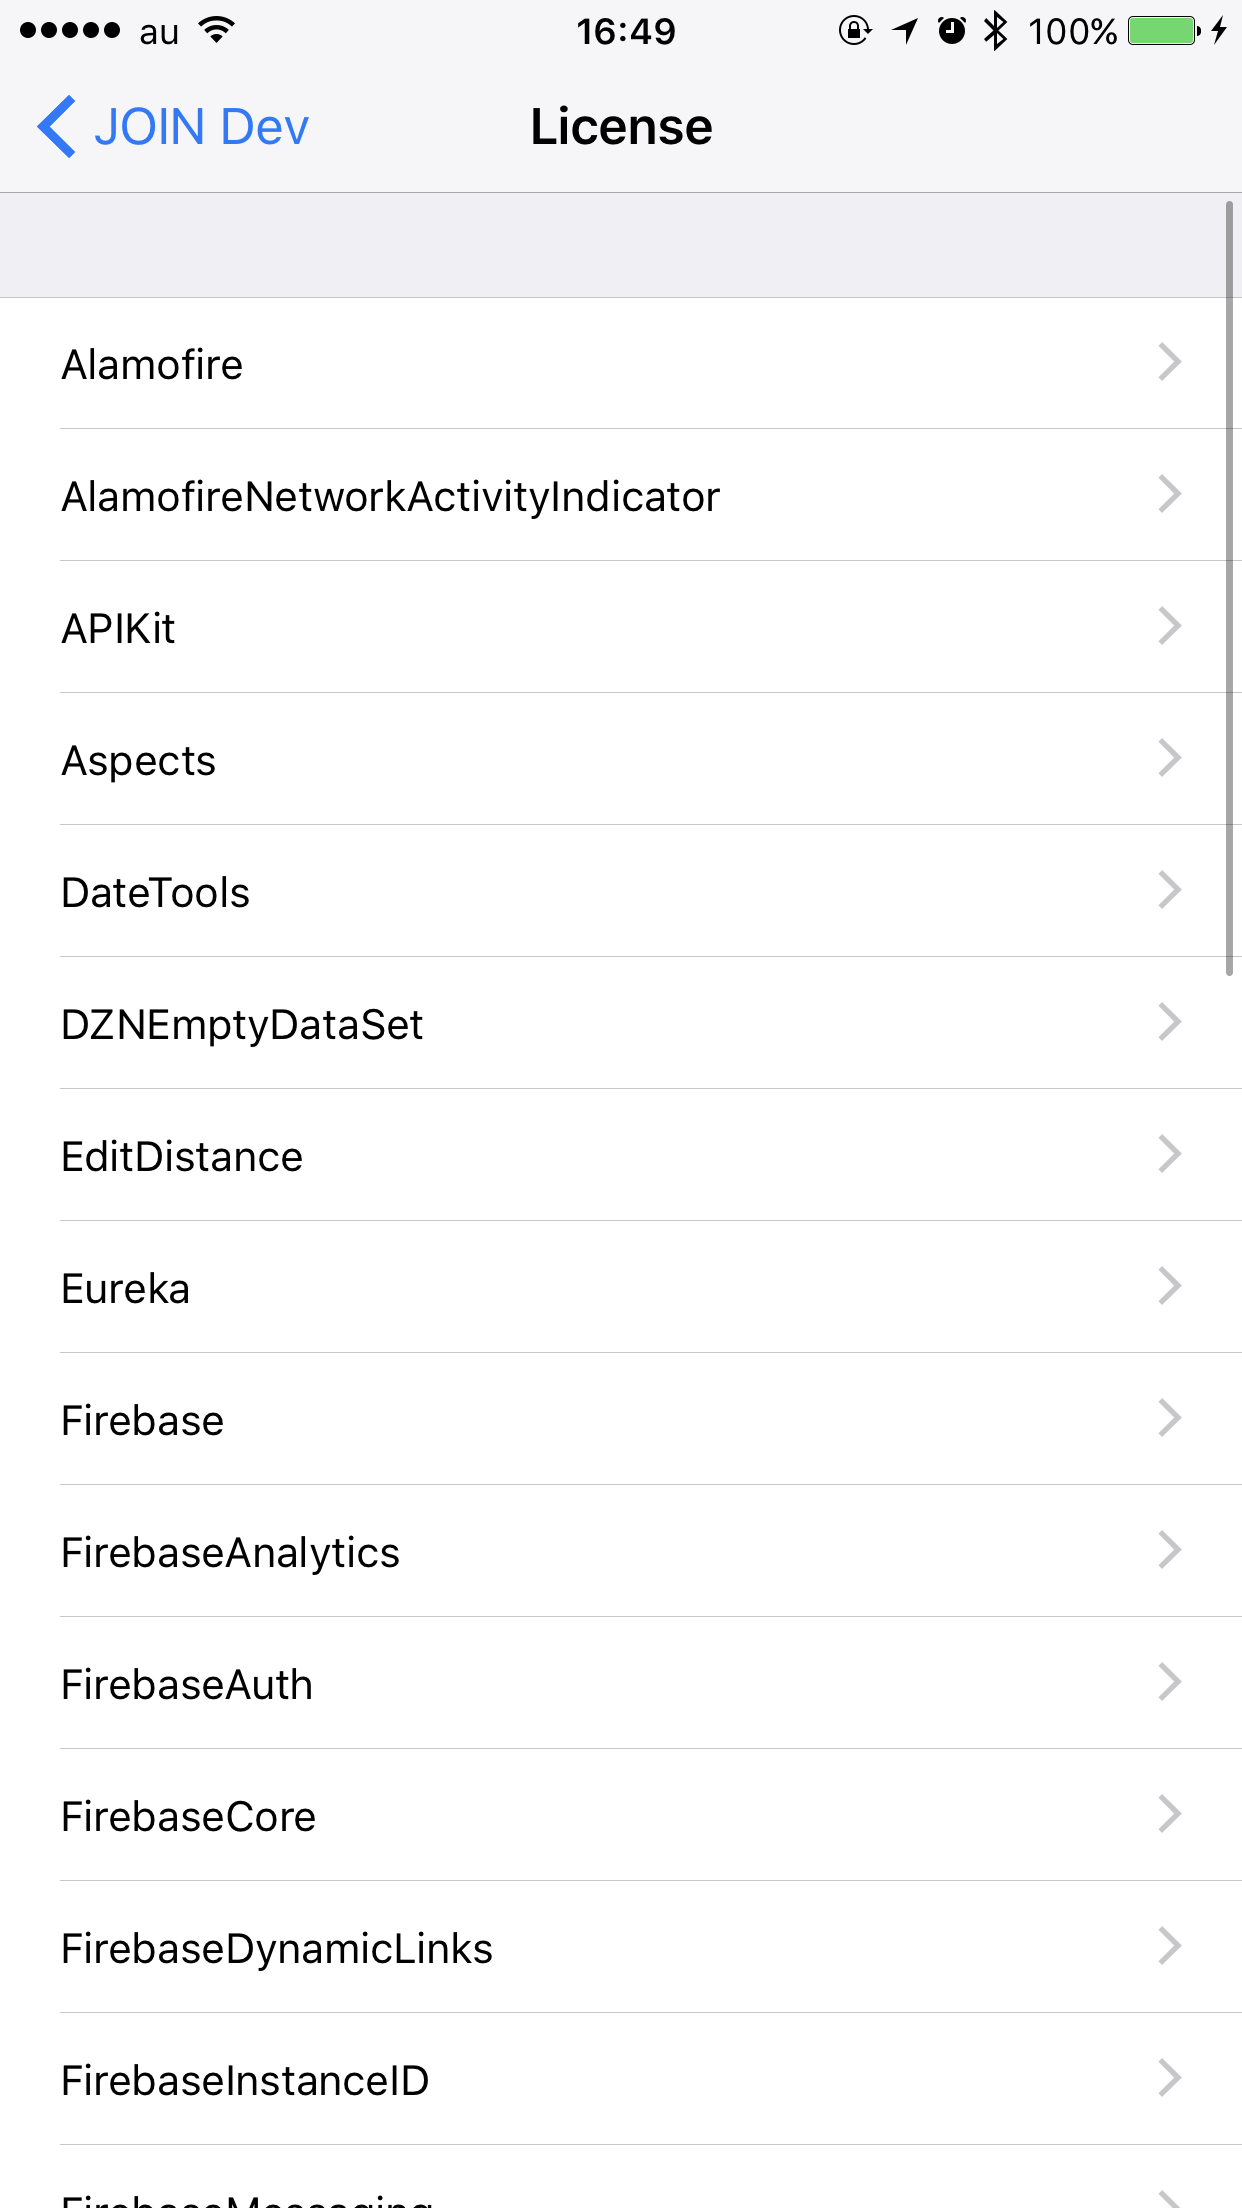 au 16:49 100%
JOIN Dev License
Alamofire
AlamofireNetworkActivityIndicator
APIKit
Aspects
DateTools
DZNEmptyDataSet
EditDistance
Eureka
Firebase
FirebaseAnalytics
FirebaseAuth
FirebaseCore
FirebaseDynamicLinks
FirebaseInstanceID
FirebaseMessaging